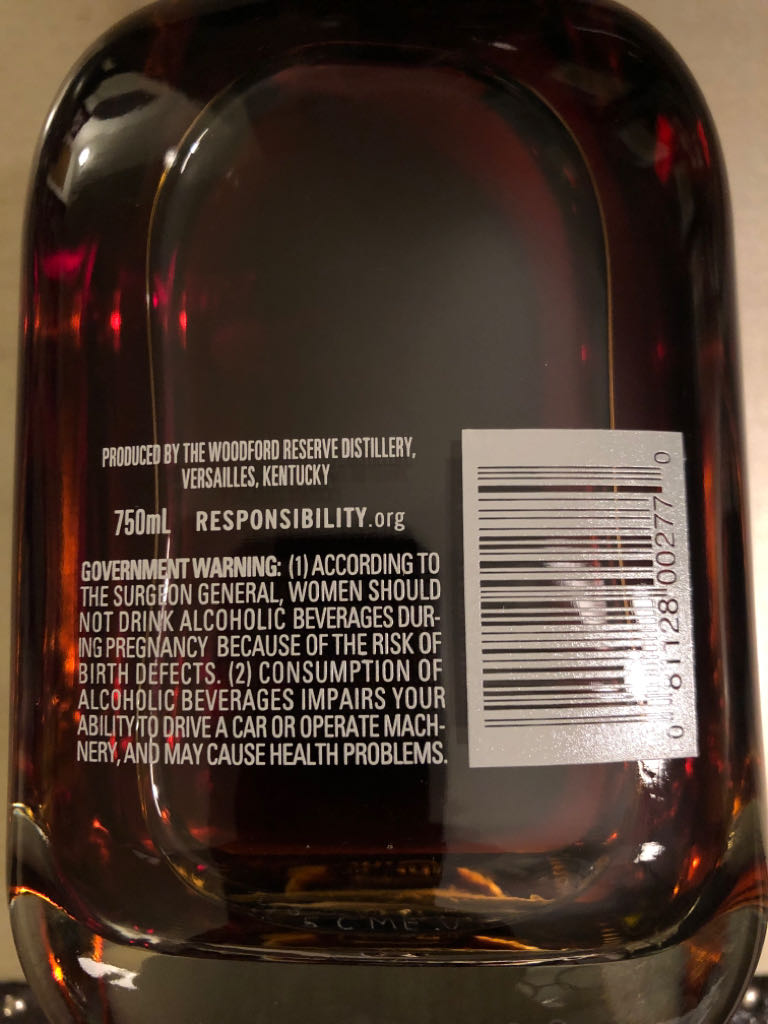 PRODUCED BY THE WOODFORD RESERVE DISTILLERY,
VERSAILLES, KENTUCKY
750mL RESPONSIBILITY.org
GOVERNMENT WARNING: (1) ACCORDING TO
THE SURGEON GENERAL, WOMEN SHOULD
NOT DRINK ALCOHOLIC BEVERAGES DUR-
ING PREGNANCY BECAUSE OF THE RISK OF
BIRTH DEFECTS. (2) CONSUMPTION OF
ALCOHOLIC BEVERAGES IMPAIRS YOUR
ABILITY TO DRIVE A CAR OR OPERATE MACH-
NERY, AND MAY CAUSE HEALTH PROBLEMS.
0 81128 00277 0